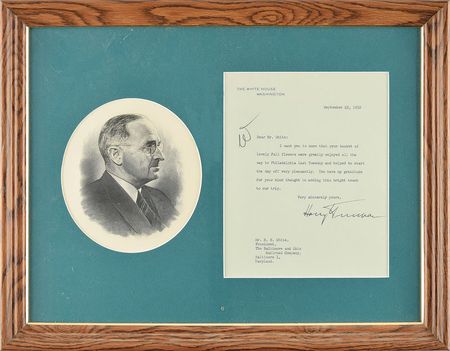 THE WHITE HOUSE
WASHINGTON
September 25, 1952
Dear Mr. White:
I want you to know that your basket of
lovely Fall flowers were greatly enjoyed all the
way to Philadelphia last Tuesday and helped to start
the day off very pleasantly. You have my gratitude
for your kind thought in adding this bright touch
to our trip.
Very sincerely yours,
Harry Truman
Mr. R. B. White,
President,
The Baltimore and Ohio
Railroad Company,
Baltimore 1,
Maryland.